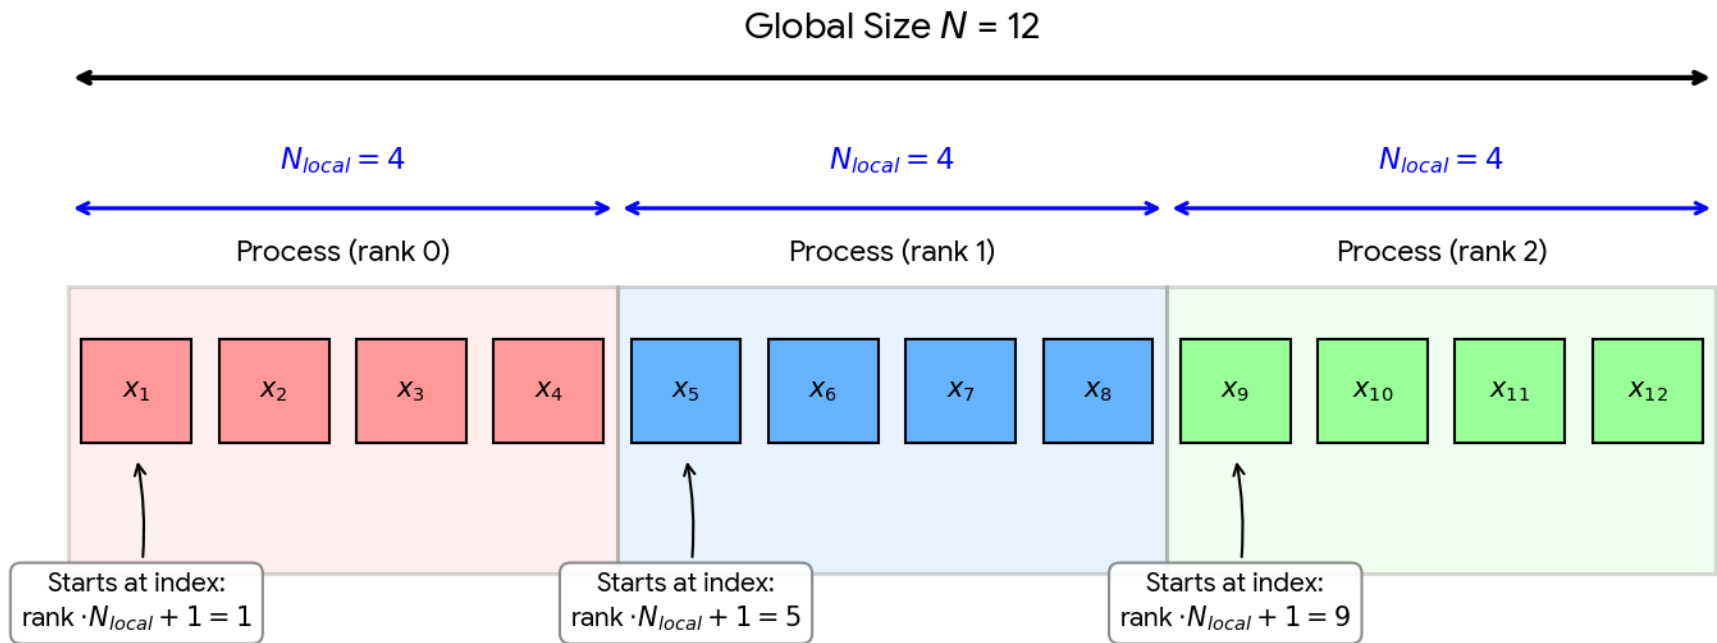 Global Size N = 12
N_local = 4
N_local = 4
N_local = 4
Process (rank 0)
Process (rank 1)
Process (rank 2)
x₁
x₂
x₃
x₄
x₅
x₆
x₇
x₈
x₉
x₁₀
x₁₁
x₁₂
Starts at index:
rank ·N_local + 1 = 1
Starts at index:
rank ·N_local + 1 = 5
Starts at index:
rank ·N_local + 1 = 9